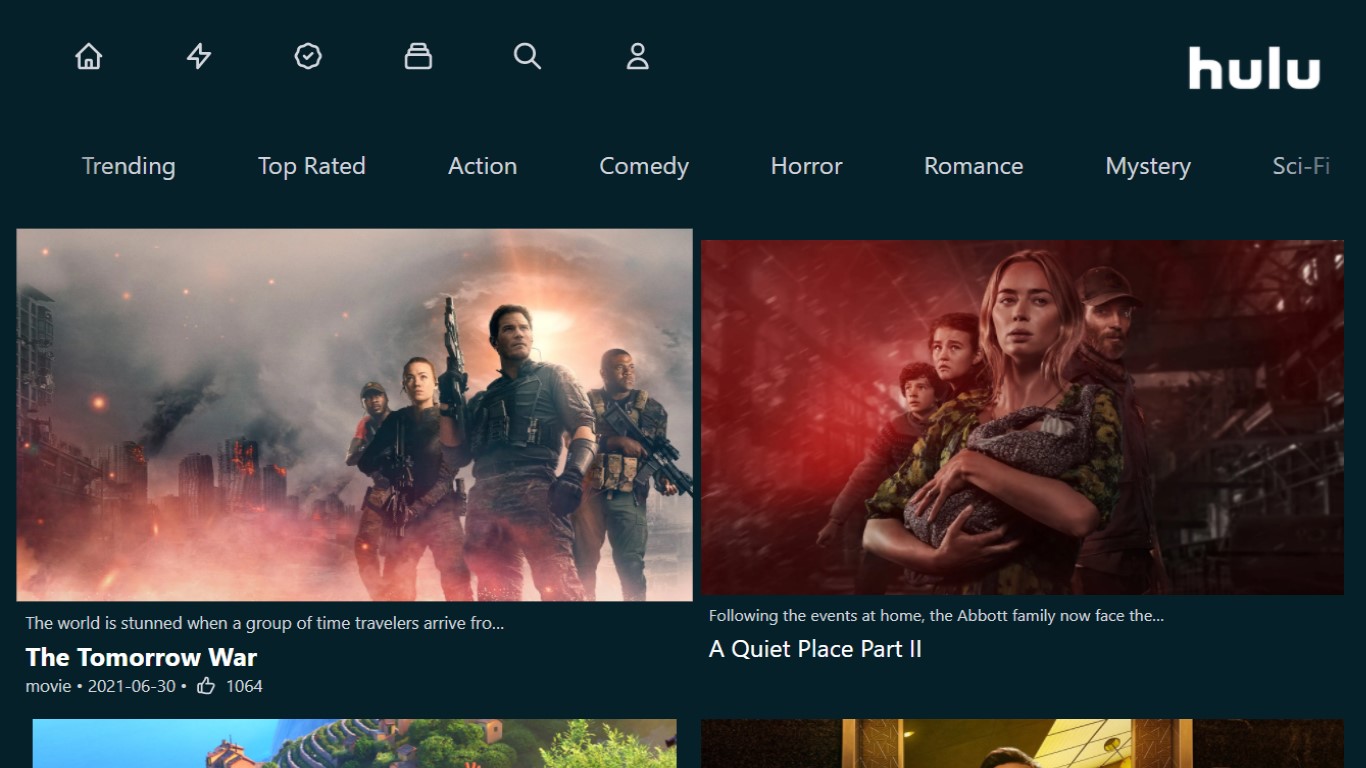 hulu
Trending Top Rated Action Comedy Horror Romance Mystery Sci-Fi
The world is stunned when a group of time travelers arrive fro...
The Tomorrow War
movie • 2021-06-30 • 1064
Following the events at home, the Abbott family now face the...
A Quiet Place Part II